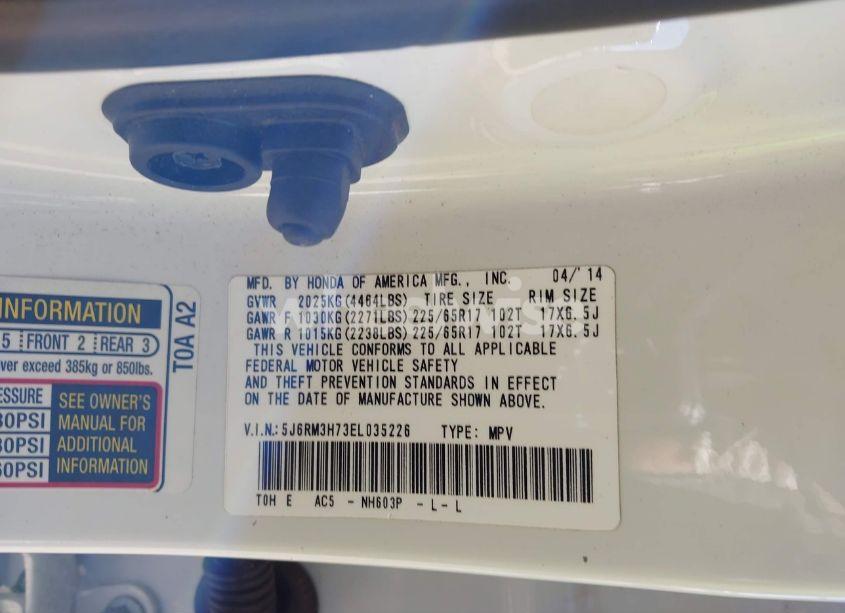 INFORMATION
5 FRONT 2 REAR 3
ver exceed 385kg or 850lbs.
ESSURE
30PSI
30PSI
60PSI
SEE OWNER'S
MANUAL FOR
ADDITIONAL
INFORMATION
T0A A2
MFD. BY HONDA OF AMERICA MFG., INC. 04/'14
GVWR 2025KG(4464LBS) TIRE SIZE RIM SIZE
GAWR F 1030KG(2271LBS) 225/65R17 102T 17X6.5J
GAWR R 1015KG(2238LBS) 225/65R17 102T 17X6.5J
THIS VEHICLE CONFORMS TO ALL APPLICABLE
FEDERAL MOTOR VEHICLE SAFETY
AND THEFT PREVENTION STANDARDS IN EFFECT
ON THE DATE OF MANUFACTURE SHOWN ABOVE.
V.I.N.:5J6RM3H73EL035226 TYPE: MPV
T0H E AC5 - NH603P - L - L